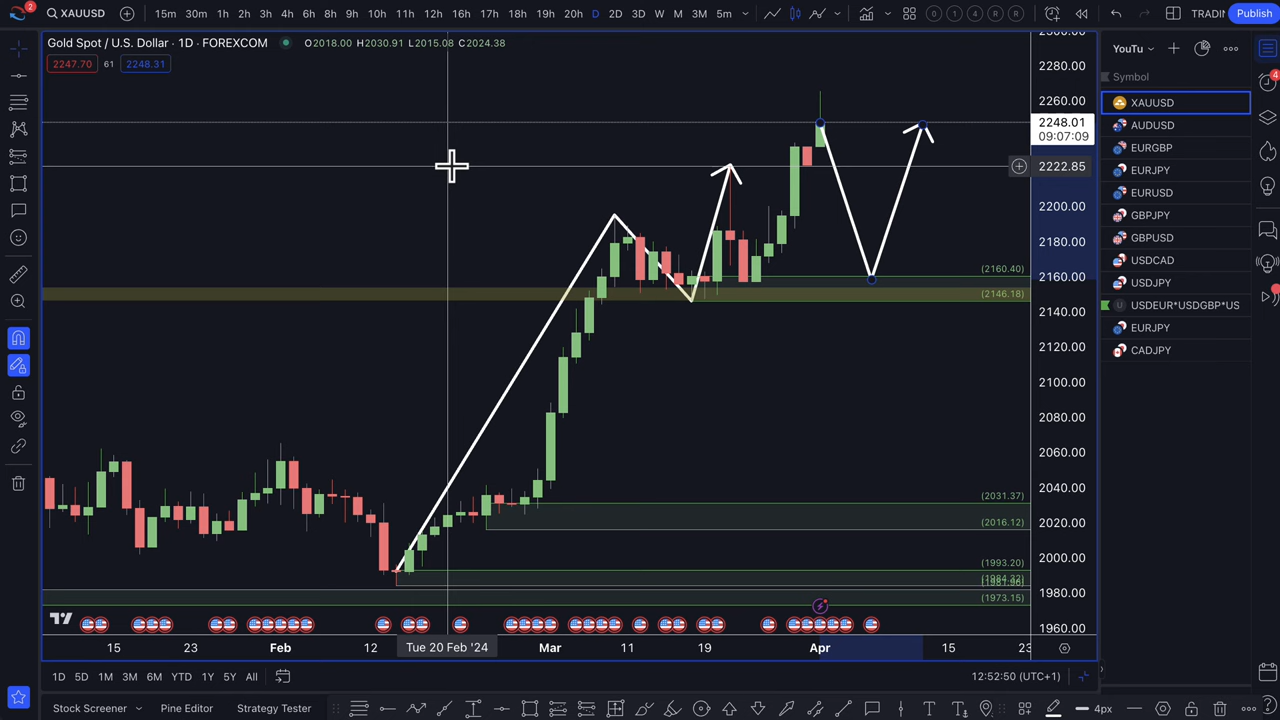 2
XAUUSD
15m 30m 1h 2h 3h 4h 6h 8h 9h 10h 11h 12h 16h 17h 18h 19h 20h D 2D 3D W M 3M 5m
0 1 4 R R
TRADIN
Publish
Gold Spot / U.S. Dollar · 1D · FOREXCOM
O2018.00 H2030.91 L2015.08 C2024.38
2247.70 61 2248.31
2280.00
2260.00
2248.01
09:07:09
2222.85
2200.00
2180.00
2160.00
2140.00
2120.00
2100.00
2080.00
2060.00
2040.00
2020.00
2000.00
1980.00
1960.00
(2160.40)
(2146.18)
(2031.37)
(2016.12)
(1993.20)
(1973.15)
15 23 Feb 12 Tue 20 Feb '24 Mar 11 19 Apr 15 23
1D 5D 1M 3M 6M YTD 1Y 5Y All
12:52:50 (UTC+1)
Stock Screener Pine Editor Strategy Tester
4px
YouTu
Symbol
XAUUSD
AUDUSD
EURGBP
EURJPY
EURUSD
GBPJPY
GBPUSD
USDCAD
USDJPY
U USDEUR*USDGBP*US
EURJPY
CADJPY
4